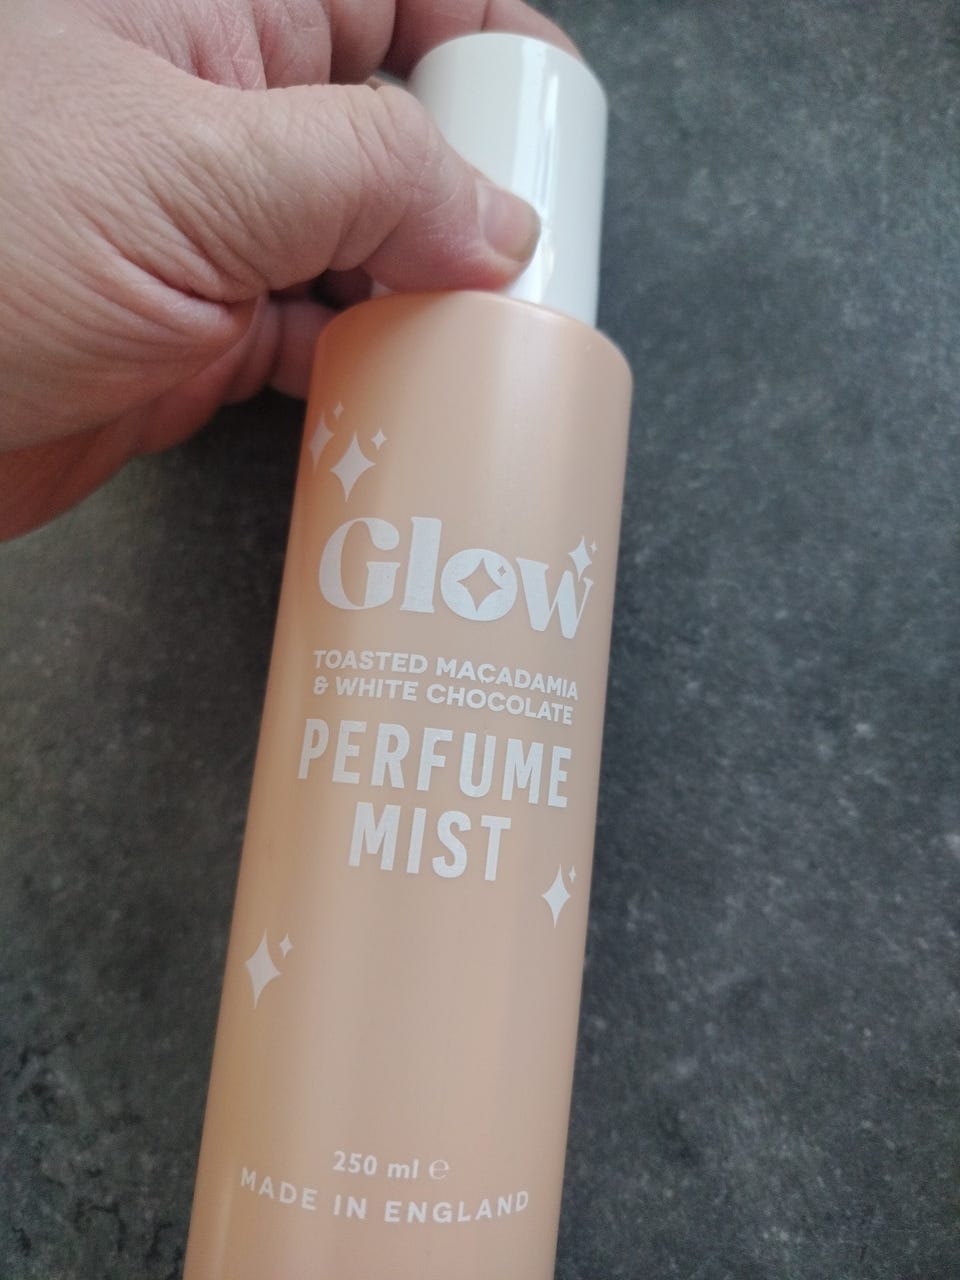 Glow
TOASTED MACADAMIA
& WHITE CHOCOLATE
PERFUME
MIST
250 ml ℮
MADE IN ENGLAND